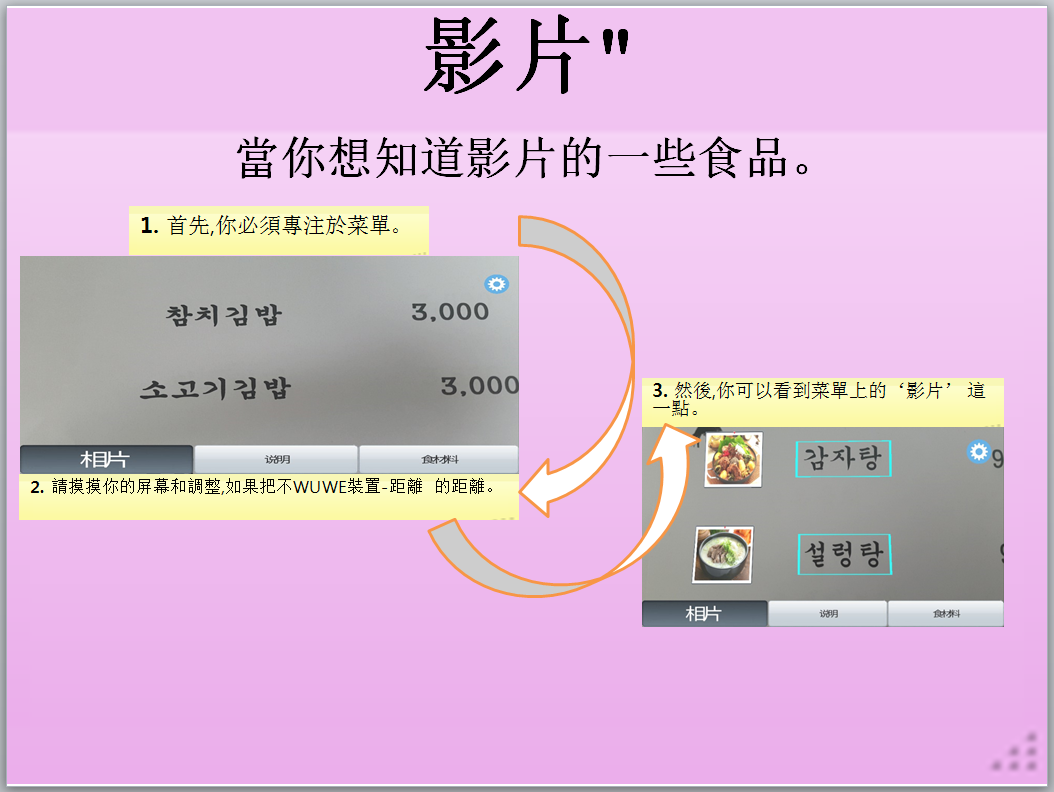 影片"
當你想知道影片的一些食品。
1. 首先,你必須專注於菜單。
참치김밥 3,000
소고기김밥 3,000
相片 说明 食材料
2. 請摸摸你的屏幕和調整,如果把不WUWE裝置-距離 的距離。
3. 然後,你可以看到菜單上的‘影片’ 這
一點。
감자탕 9
설렁탕
相片 说明 食材料